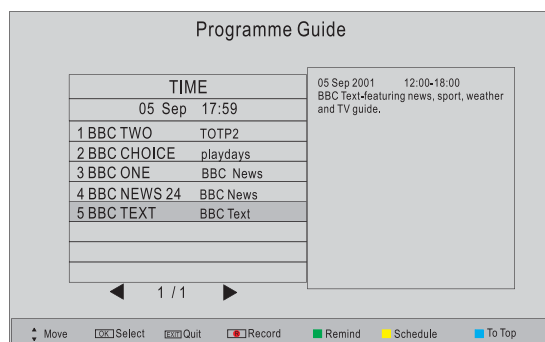 Programme Guide
TIME
05 Sep 17:59
1 BBC TWO TOTP2
2 BBC CHOICE playdays
3 BBC ONE BBC News
4 BBC NEWS 24 BBC News
5 BBC TEXT BBC Text
1 / 1
05 Sep 2001 12:00-18:00
BBC Text-featuring news, sport, weather
and TV guide.
Move OK Select EXIT Quit Record Remind Schedule To Top